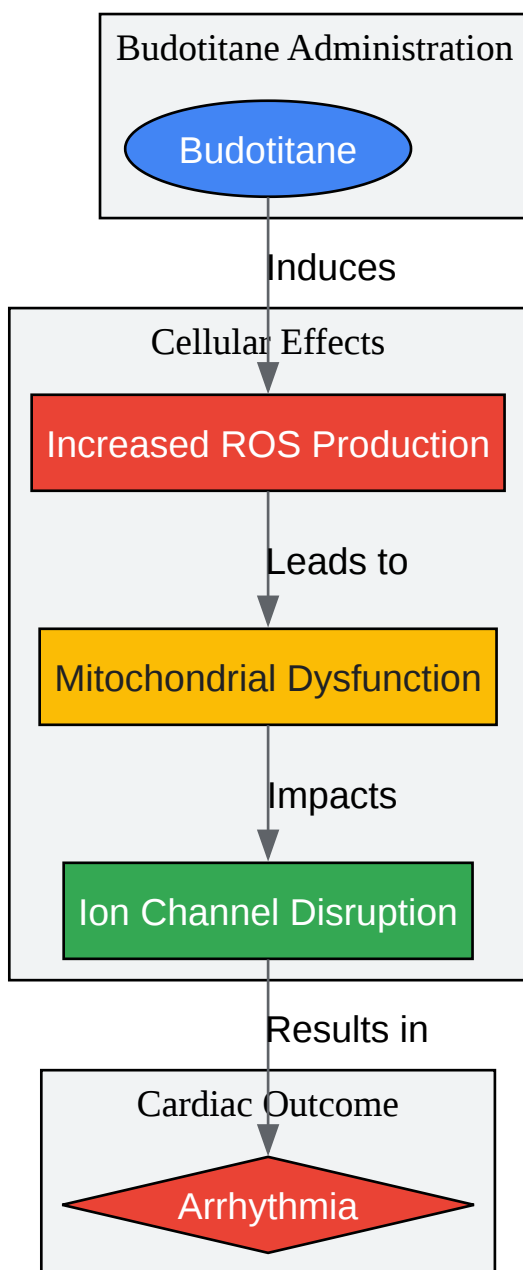 Budotitane Administration
Budotitane
Induces
Cellular Effects
Increased ROS Production
Leads to
Mitochondrial Dysfunction
Impacts
Ion Channel Disruption
Results in
Cardiac Outcome
Arrhythmia